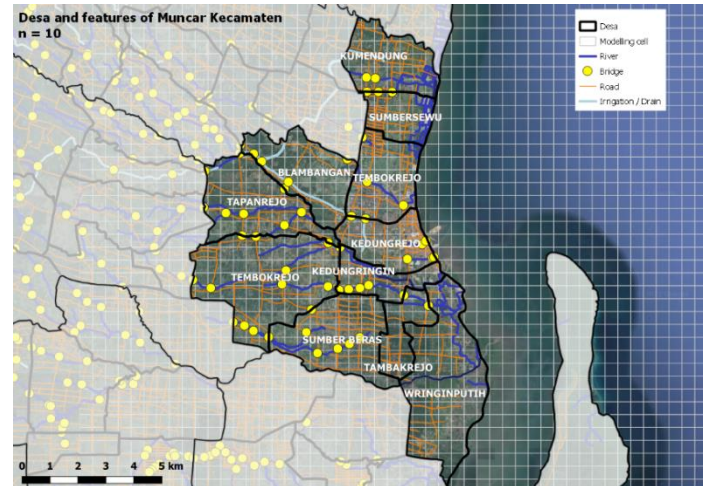 Desa and features of Muncar Kecamaten
n = 10
Desa
Modelling cell
River
Bridge
Road
Irrigation / Drain
KUMENDUNG
SUMBERSEWU
BLAMBANGAN
TEMBOKREJO
TAPANREJO
KEDUNGREJO
TEMBOKREJO
KEDUNGRINGIN
SUMBER BERAS
TAMBAKREJO
WRINGINPUTIH
0 1 2 3 4 5 km